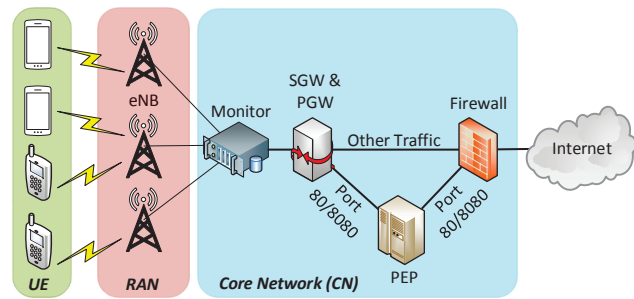 SGW &
PGW
Firewall
eNB
Monitor
Other Traffic
Internet
Port
80/8080
Port
80/8080
PEP
UE
RAN
Core Network (CN)